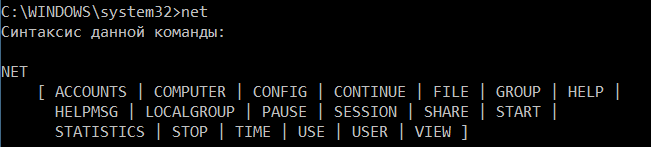 C:\WINDOWS\system32>net
Синтаксис данной команды:
NET
[ ACCOUNTS | COMPUTER | CONFIG | CONTINUE | FILE | GROUP | HELP |
HELPMSG | LOCALGROUP | PAUSE | SESSION | SHARE | START |
STATISTICS | STOP | TIME | USE | USER | VIEW ]